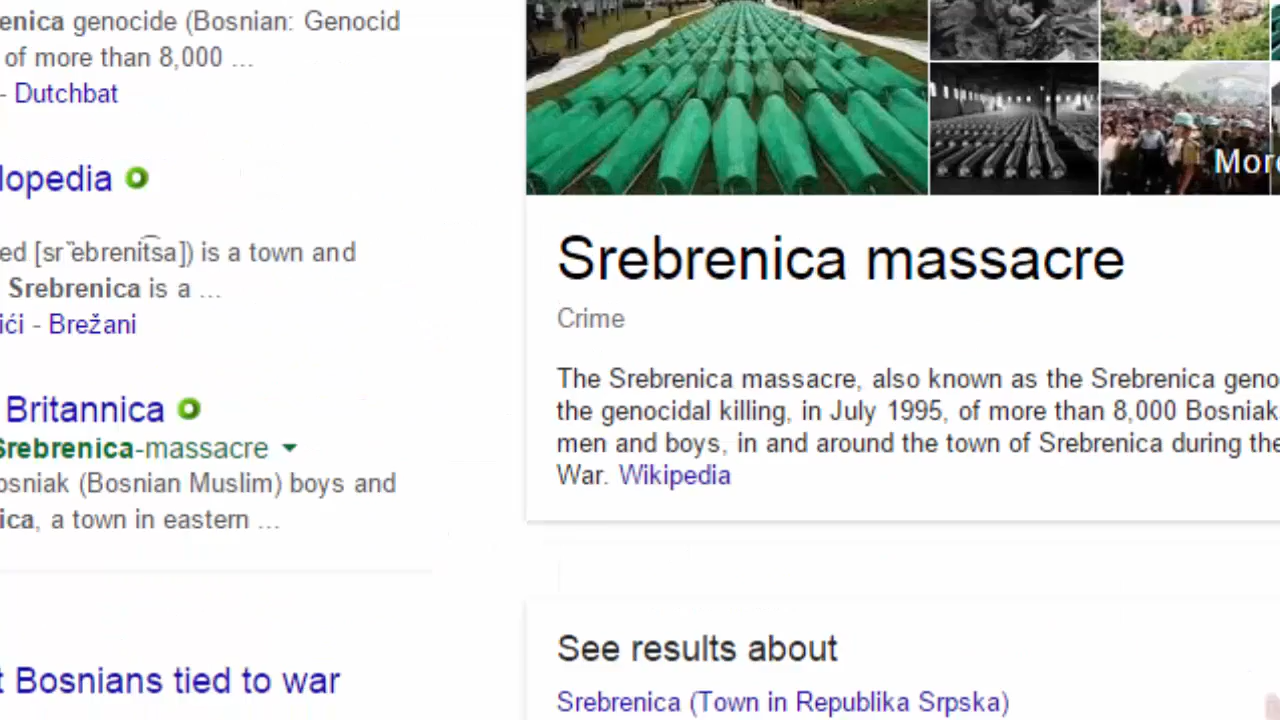 enica genocide (Bosnian: Genocid
of more than 8,000 ...
- Dutchbat
lopedia
ed [sr ̌ebrenit͡sa]) is a town and
Srebrenica is a ...
ići - Brežani
Britannica
Srebrenica-massacre
osniak (Bosnian Muslim) boys and
ica, a town in eastern ...
t Bosnians tied to war
More
Srebrenica massacre
Crime
The Srebrenica massacre, also known as the Srebrenica geno
the genocidal killing, in July 1995, of more than 8,000 Bosniak
men and boys, in and around the town of Srebrenica during the
War. Wikipedia
See results about
Srebrenica (Town in Republika Srpska)